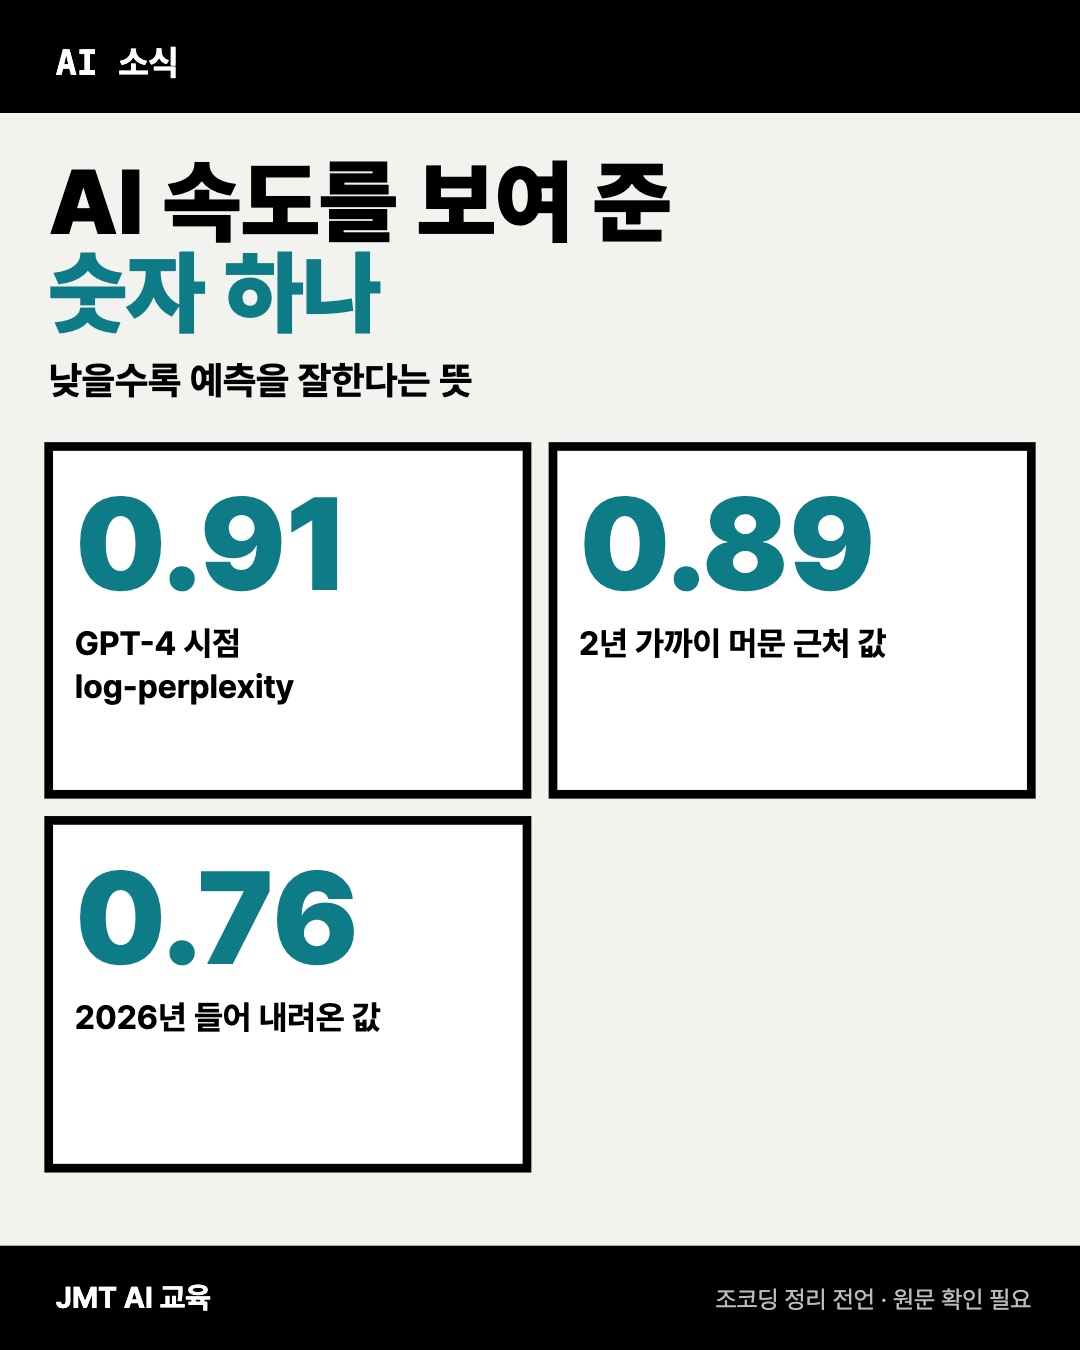 AI 소식
AI 속도를 보여 준
숫자 하나
낮을수록 예측을 잘한다는 뜻
0.91
GPT-4 시점
log-perplexity
0.89
2년 가까이 머문 근처 값
0.76
2026년 들어 내려온 값
JMT AI 교육
조코딩 정리 전언 · 원문 확인 필요